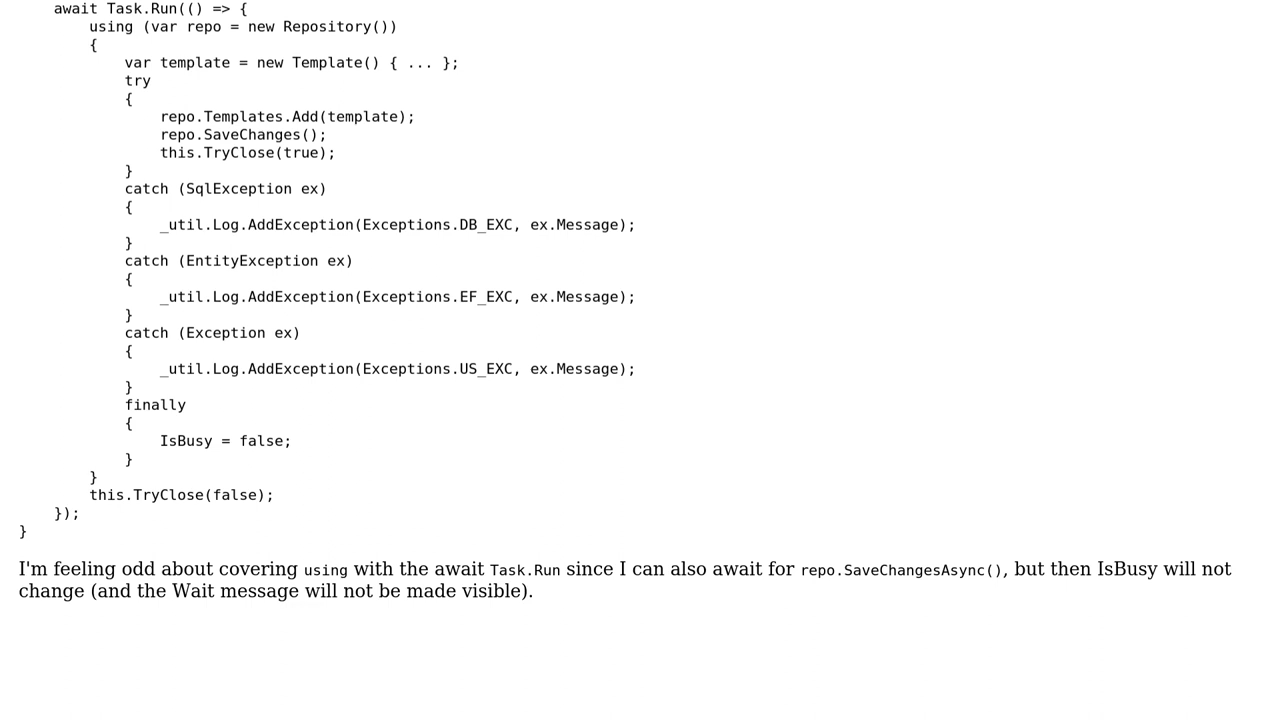 await Task.Run(() => {
        using (var repo = new Repository())
        {
            var template = new Template() { ... };
            try
            {
                repo.Templates.Add(template);
                repo.SaveChanges();
                this.TryClose(true);
            }
            catch (SqlException ex)
            {
                _util.Log.AddException(Exceptions.DB_EXC, ex.Message);
            }
            catch (EntityException ex)
            {
                _util.Log.AddException(Exceptions.EF_EXC, ex.Message);
            }
            catch (Exception ex)
            {
                _util.Log.AddException(Exceptions.US_EXC, ex.Message);
            }
            finally
            {
                IsBusy = false;
            }
        }
        this.TryClose(false);
    });
}
I'm feeling odd about covering using with the await Task.Run since I can also await for repo.SaveChangesAsync(), but then IsBusy will not
change (and the Wait message will not be made visible).